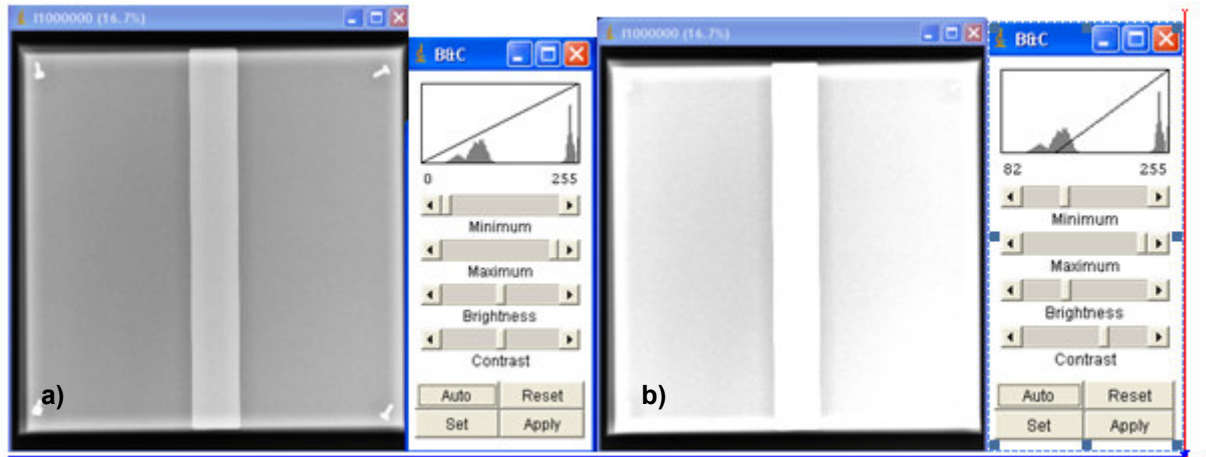 I1000000 (16.7%)
B&C
0 255
Minimum
Maximum
Brightness
Contrast
Auto Reset
Set Apply
a)
I1000000 (16.7%)
B&C
82 255
Minimum
Maximum
Brightness
Contrast
Auto Reset
Set Apply
b)